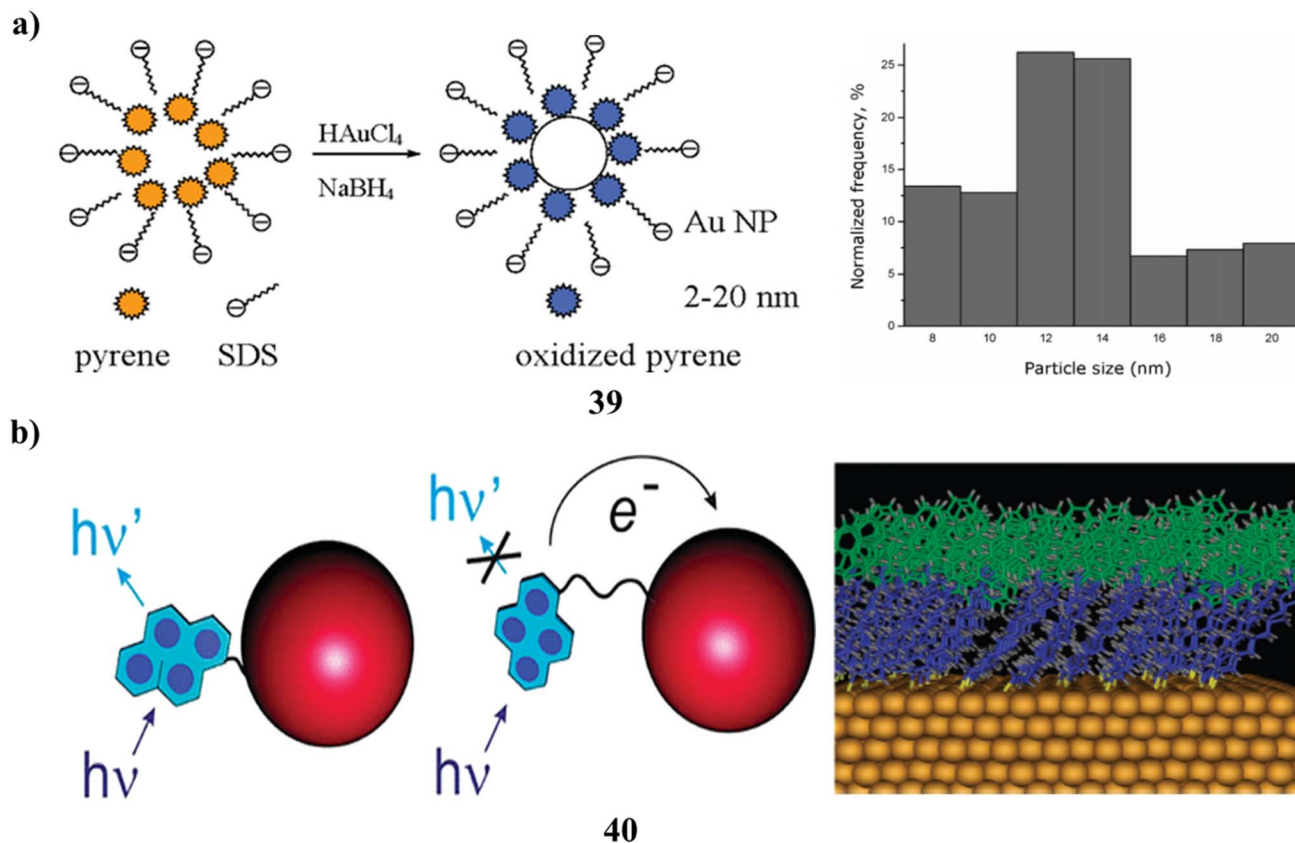 a)
HAuCl₄
NaBH₄
Au NP
2-20 nm
pyrene
SDS
oxidized pyrene
Normalized frequency, %
25
20
15
10
5
0
8 10 12 14 16 18 20
Particle size (nm)
39
b)
hν'
hν
hν'
e⁻
hν
40